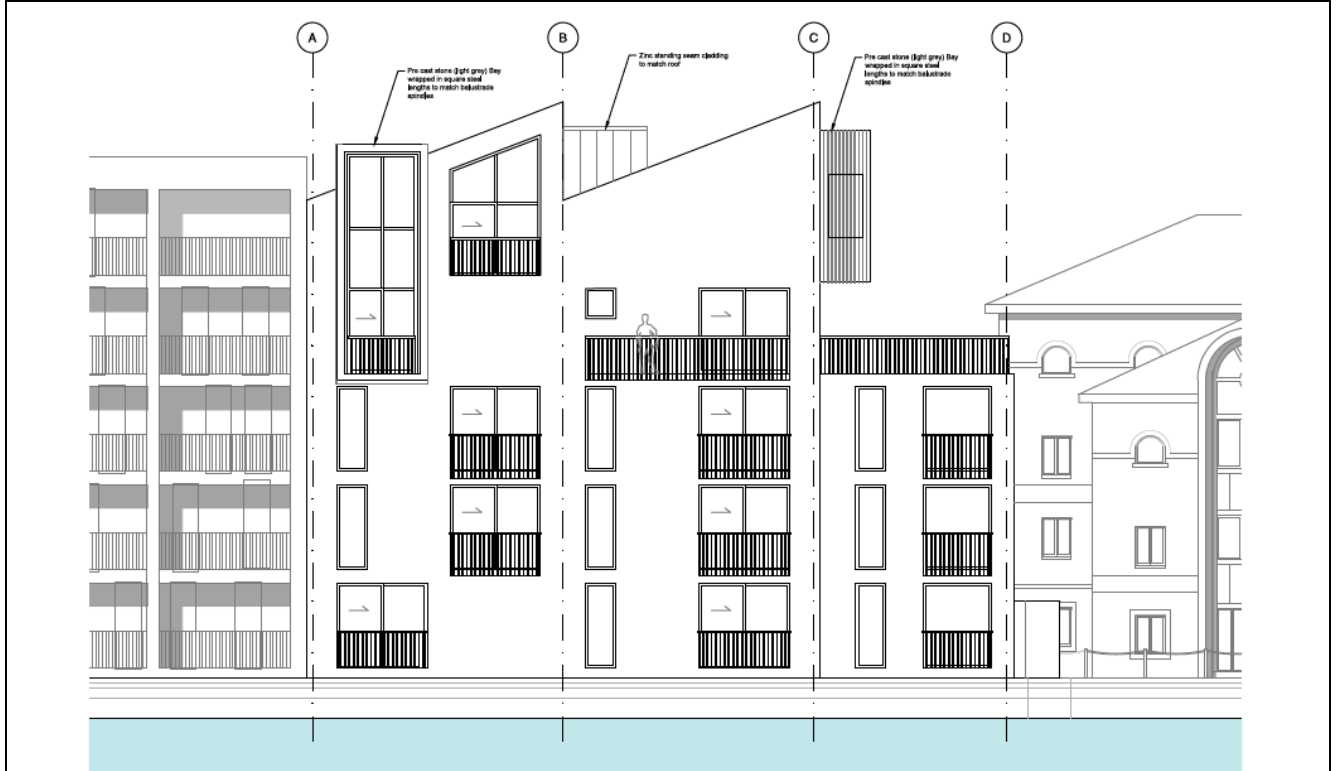 A
B
C
D
Pre cast stone (light grey) Bay
wrapped in square steel
lengths to match balustrade
spindles
Zinc standing seam cladding
to match roof
Pre cast stone (light grey) Bay
wrapped in square steel
lengths to match balustrade
spindles